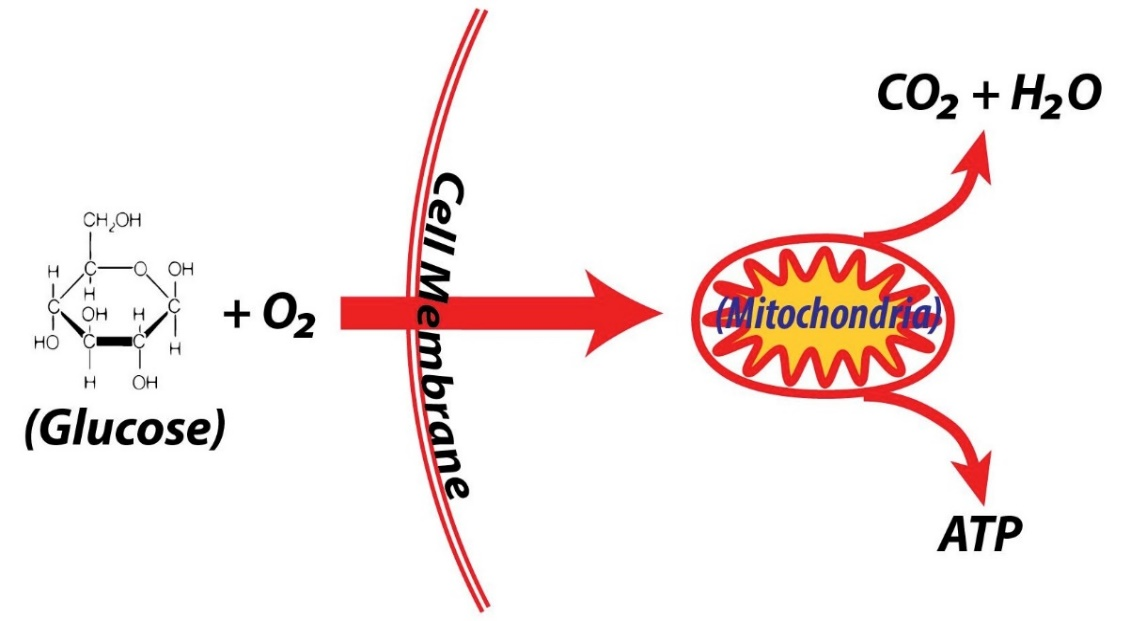 CH₂OH
H
C
O
OH
H
C
OH
H
C
HO
C
C
H
H
OH
(Glucose)
+ O₂
Cell Membrane
(Mitochondria)
CO₂ + H₂O
ATP